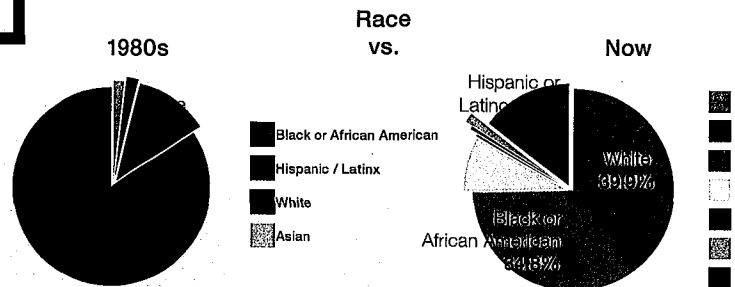 Race
vs.
1980s
Now
Black or African American
Hispanic / Latinx
White
Asian
Hispanic or
White
39.9%
Black or
African American
34.8%